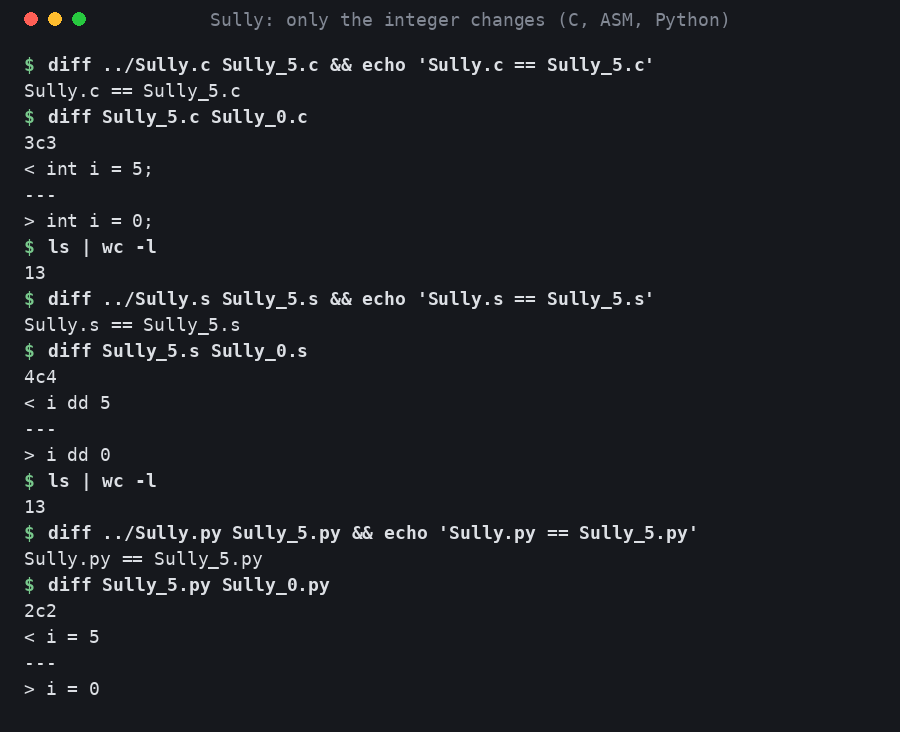 Sully: only the integer changes (C, ASM, Python)
$ diff ../Sully.c Sully_5.c && echo 'Sully.c == Sully_5.c'
Sully.c == Sully_5.c
$ diff Sully_5.c Sully_0.c
3c3
< int i = 5;
---
> int i = 0;
$ ls | wc -l
13
$ diff ../Sully.s Sully_5.s && echo 'Sully.s == Sully_5.s'
Sully.s == Sully_5.s
$ diff Sully_5.s Sully_0.s
4c4
< i dd 5
---
> i dd 0
$ ls | wc -l
13
$ diff ../Sully.py Sully_5.py && echo 'Sully.py == Sully_5.py'
Sully.py == Sully_5.py
$ diff Sully_5.py Sully_0.py
2c2
< i = 5
---
> i = 0